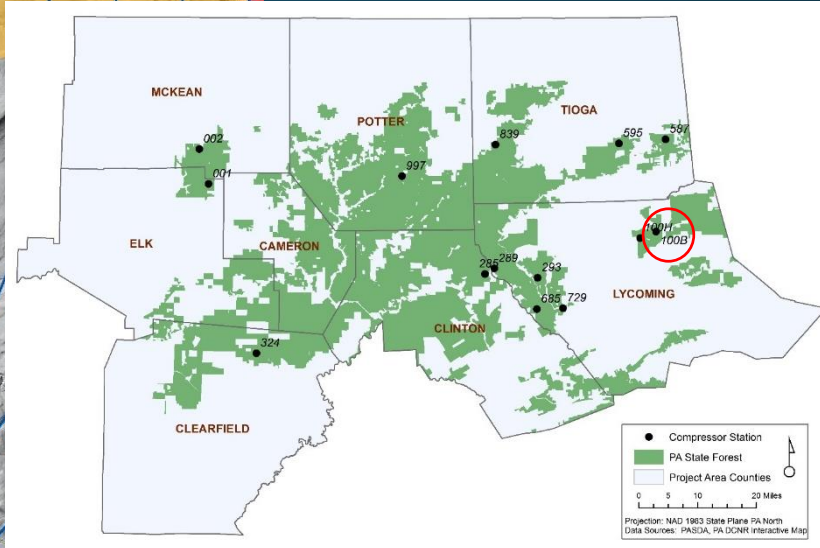 MCKEAN
POTTER
TIOGA
002
001
997
839
595
587
ELK
CAMERON
100H
100B
285
289
293
685
729
LYCOMING
CLINTON
324
CLEARFIELD
Compressor Station
PA State Forest
Project Area Counties
0 5 10 20 Miles
Projection: NAD 1983 State Plane PA North
Data Sources: PASDA, PA DCNR Interactive Map